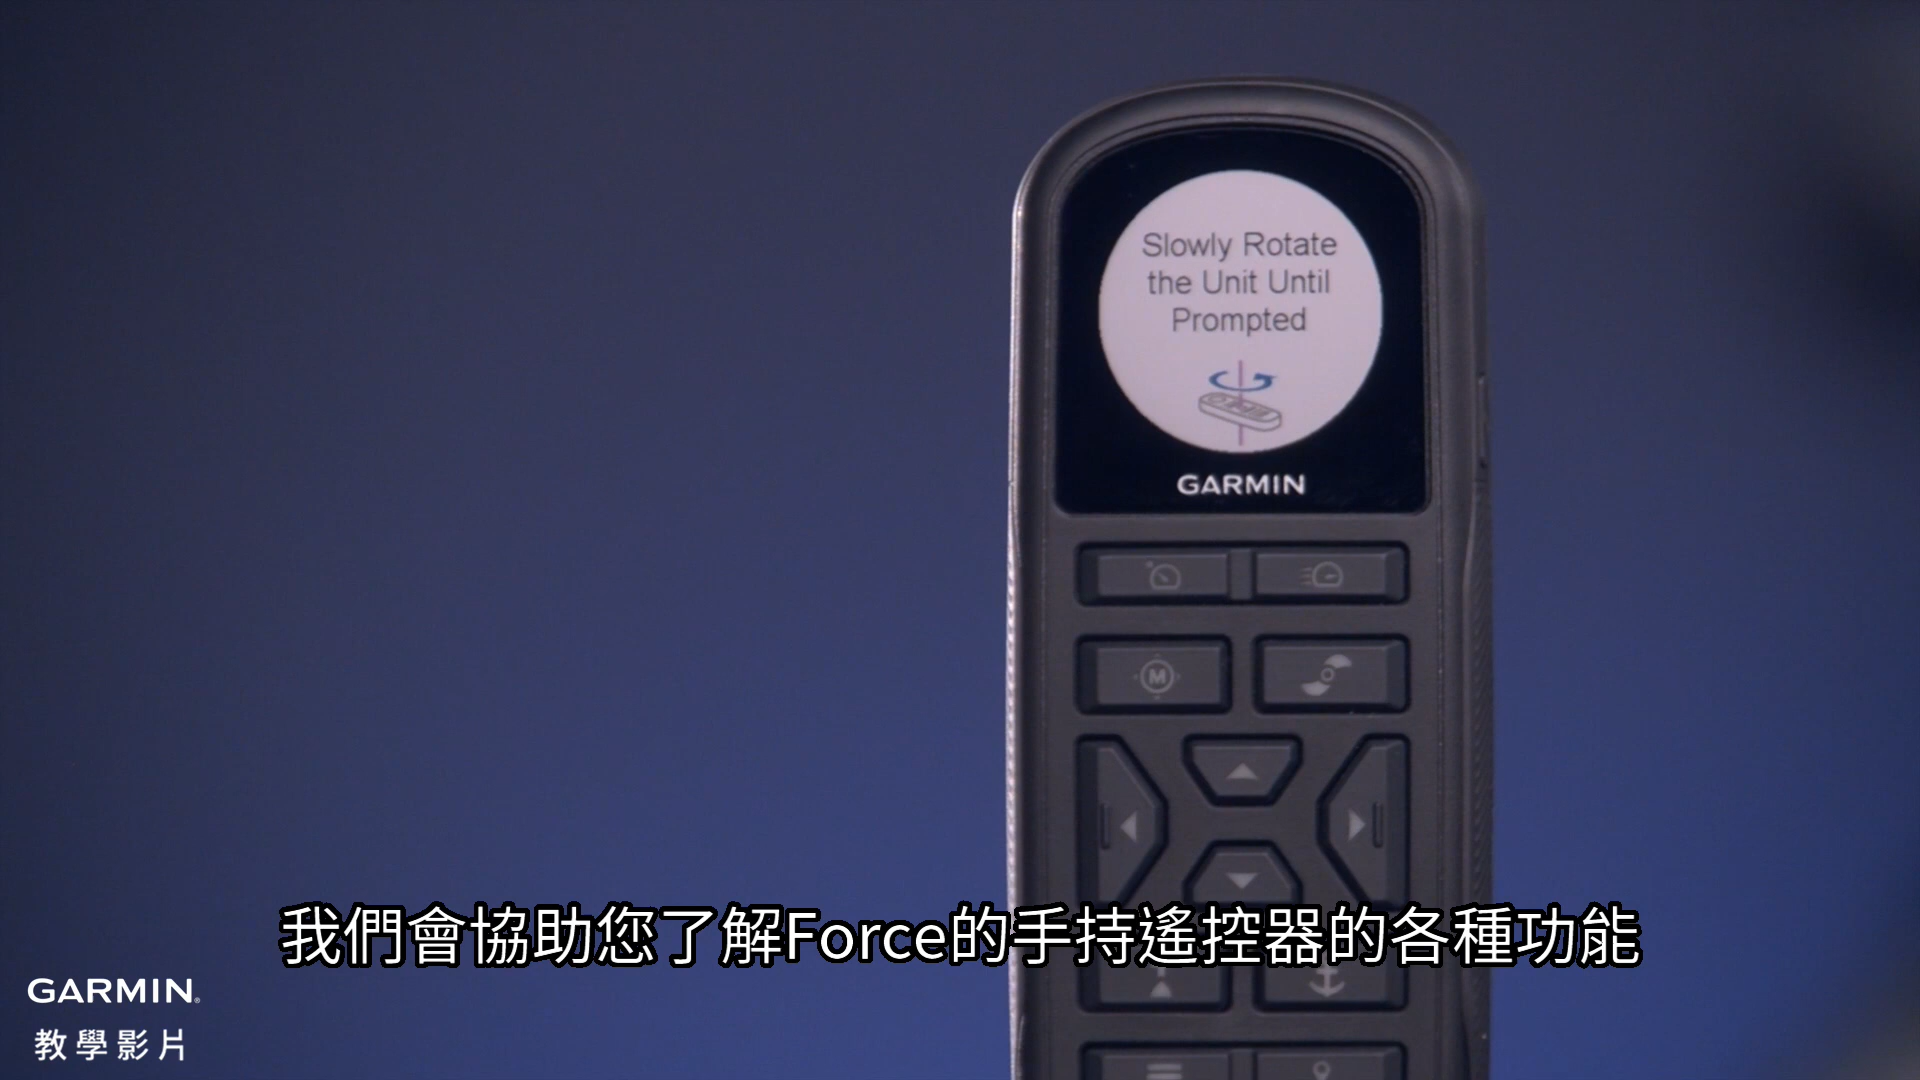 Slowly Rotate
the Unit Until
Prompted
GARMIN
M
我們會協助您了解Force的手持遙控器的各種功能
GARMIN®
教學影片